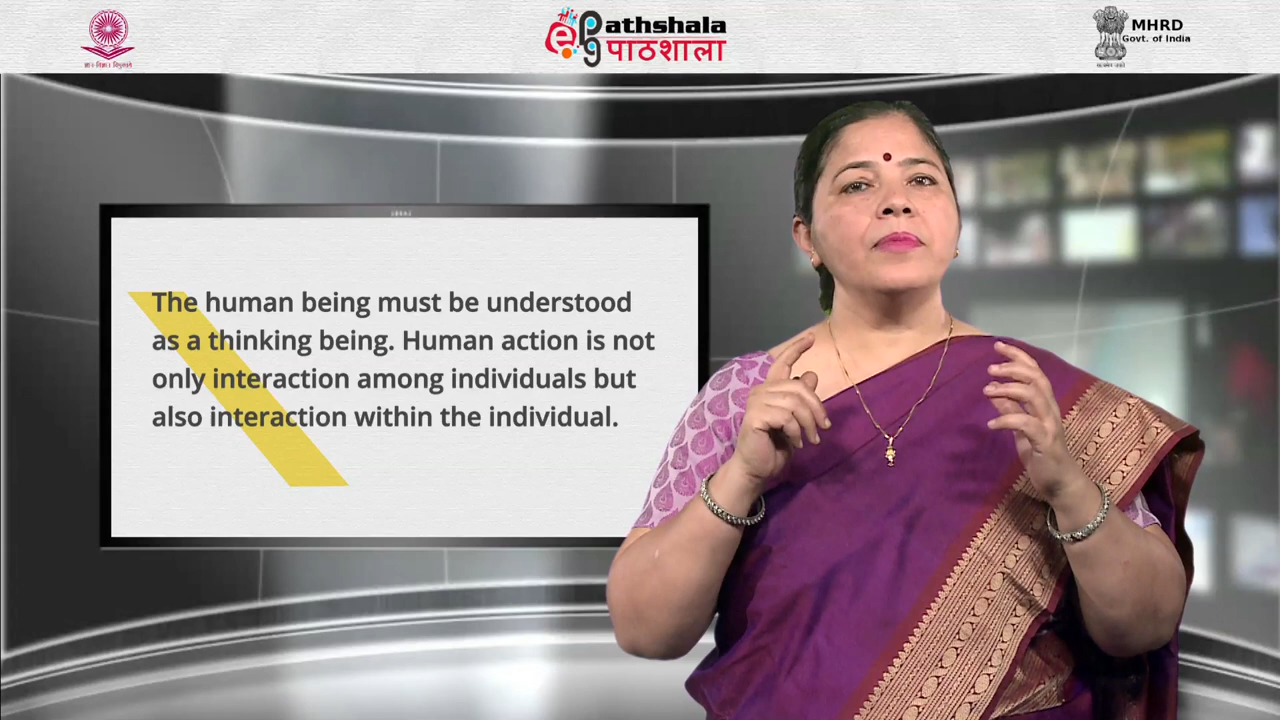 ePG Pathshala
पाठशाला
MHRD
Govt. of India
The human being must be understood
as a thinking being. Human action is not
only interaction among individuals but
also interaction within the individual.